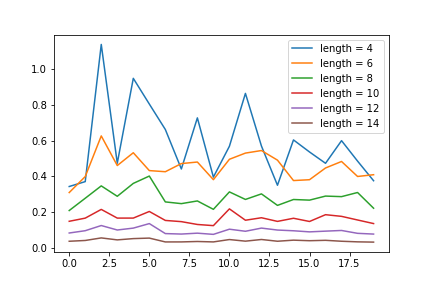 length = 4
length = 6
length = 8
length = 10
length = 12
length = 14
1.0
0.8
0.6
0.4
0.2
0.0
0.0 2.5 5.0 7.5 10.0 12.5 15.0 17.5